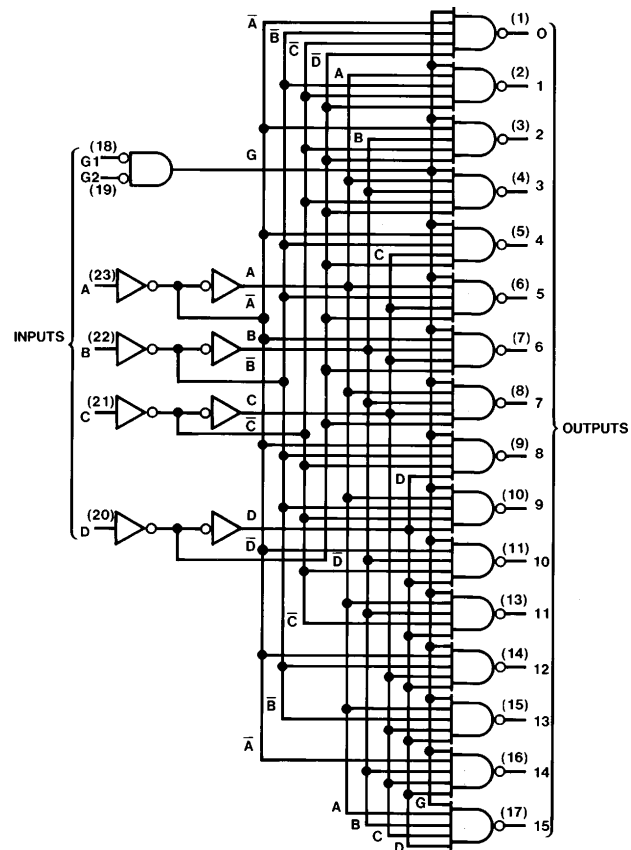 A̅
(1)
0
B̅
C̅
D̅
A
(2)
1
B
(3)
2
(18)
G1
G
G2
(19)
(4)
3
(5)
4
C
(23)
A
A
A̅
(6)
5
INPUTS
(22)
B
B
B̅
(7)
6
(21)
C
C
C̅
(8)
7
OUTPUTS
(9)
8
D
(20)
D
D
D̅
D̅
(10)
9
(11)
10
C̅
(13)
11
(14)
12
B̅
(15)
13
A̅
(16)
14
G
A
B
C
D
(17)
15